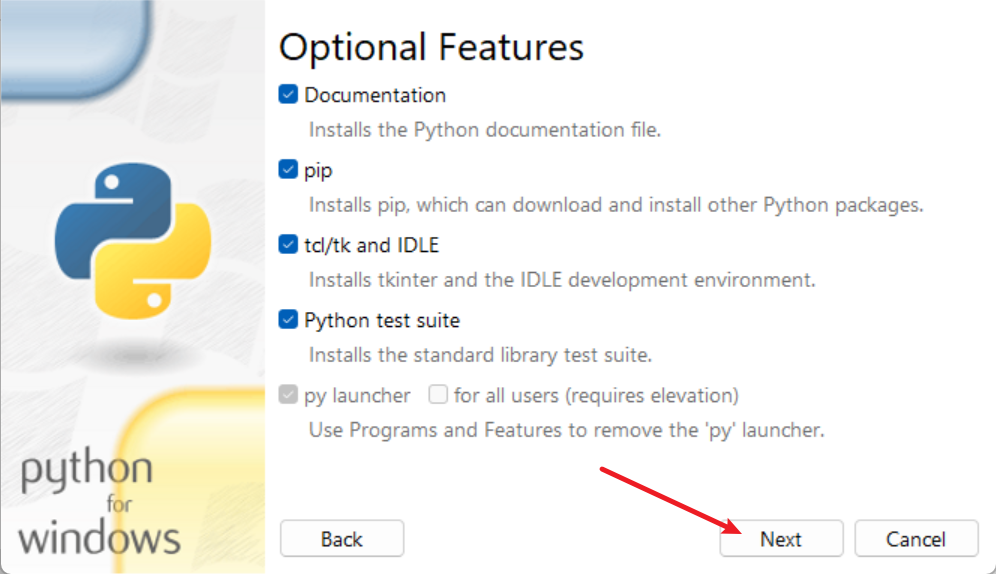 Optional Features
Documentation
Installs the Python documentation file.
pip
Installs pip, which can download and install other Python packages.
tcl/tk and IDLE
Installs tkinter and the IDLE development environment.
Python test suite
Installs the standard library test suite.
py launcher for all users (requires elevation)
Use Programs and Features to remove the 'py' launcher.
python
for
windows
Back Next Cancel